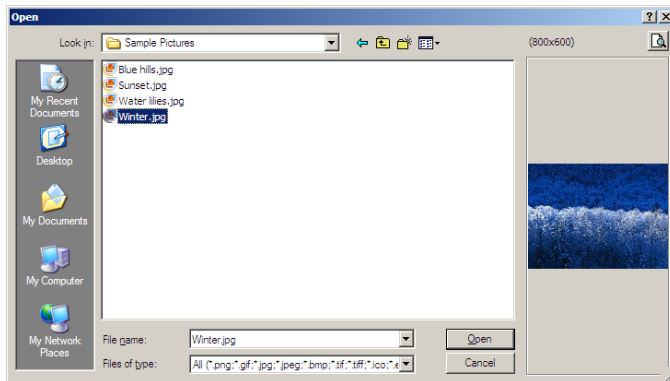 Open
Look in:
Sample Pictures
(800x600)
My Recent
Documents
Desktop
My Documents
My Computer
My Network
Places
Blue hills.jpg
Sunset.jpg
Water lilies.jpg
Winter.jpg
File name:
Winter.jpg
Open
Files of type:
All (*.png;*.gif;*.jpg;*.jpeg;*.bmp;*.tif;*.tiff;*.ico;*.e
Cancel